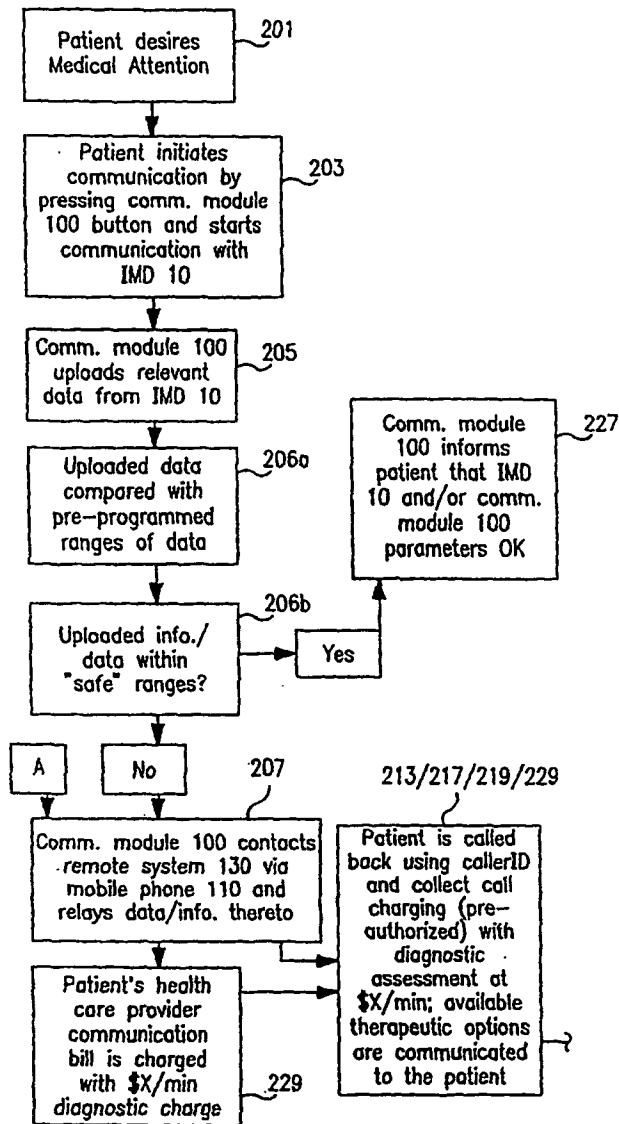 Patient desires
Medical Attention
201
Patient initiates
communication by
pressing comm. module
100 button and starts
communication with
IMD 10
203
Comm. module 100
uploads relevant
data from IMD 10
205
Uploaded data
compared with
pre-programmed
ranges of data
206a
Comm. module
100 informs
patient that IMD
10 and/or comm.
module 100
parameters OK
227
Uploaded info./
data within
"safe" ranges?
206b
Yes
A
No
Comm. module 100 contacts
remote system 130 via
mobile phone 110 and
relays data/info. thereto
207
213/217/219/229
Patient is called
back using callerID
and collect call
charging (pre-
authorized) with
diagnostic
assessment at
$X/min; available
therapeutic options
are communicated
to the patient
Patient's health
care provider
communication
bill is charged
with $X/min
diagnostic charge
229